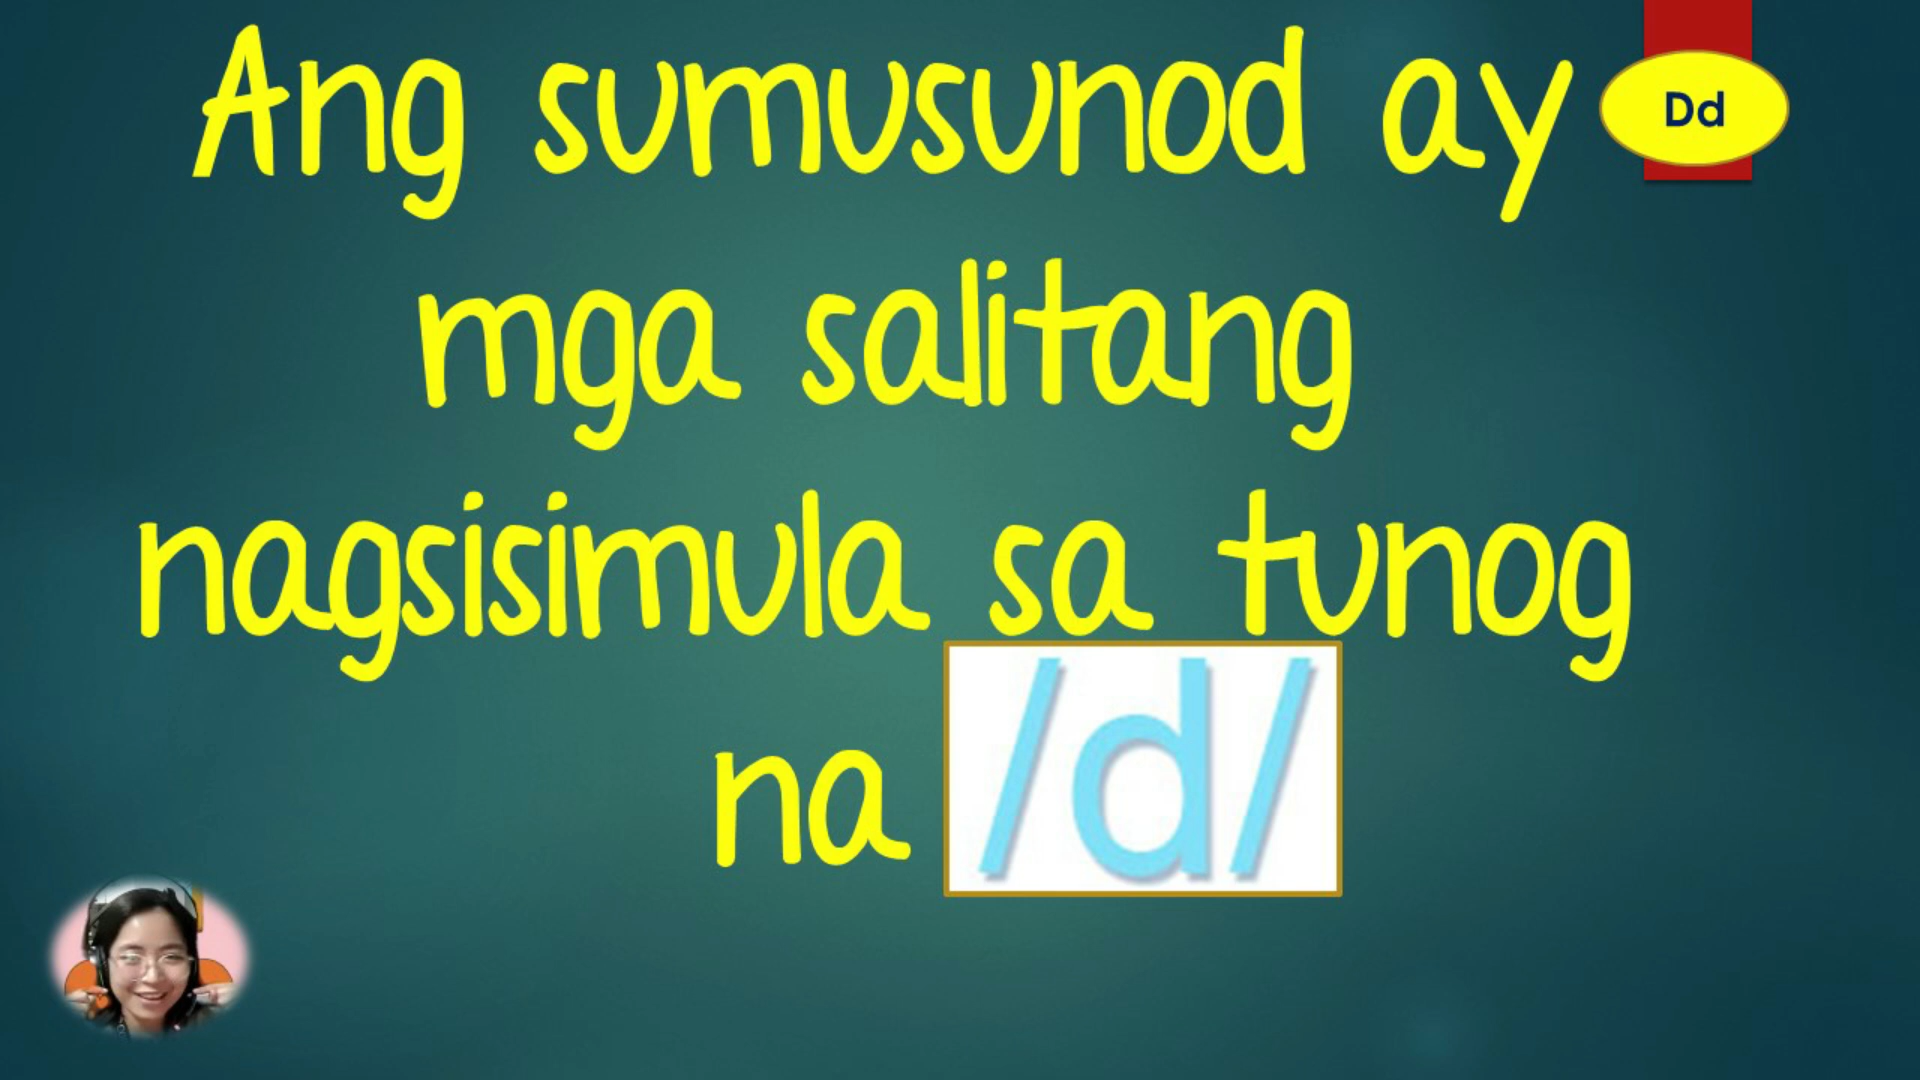 Ang sumusunod ay
Dd
mga salitang
nagsisimula sa tunog
na /d/